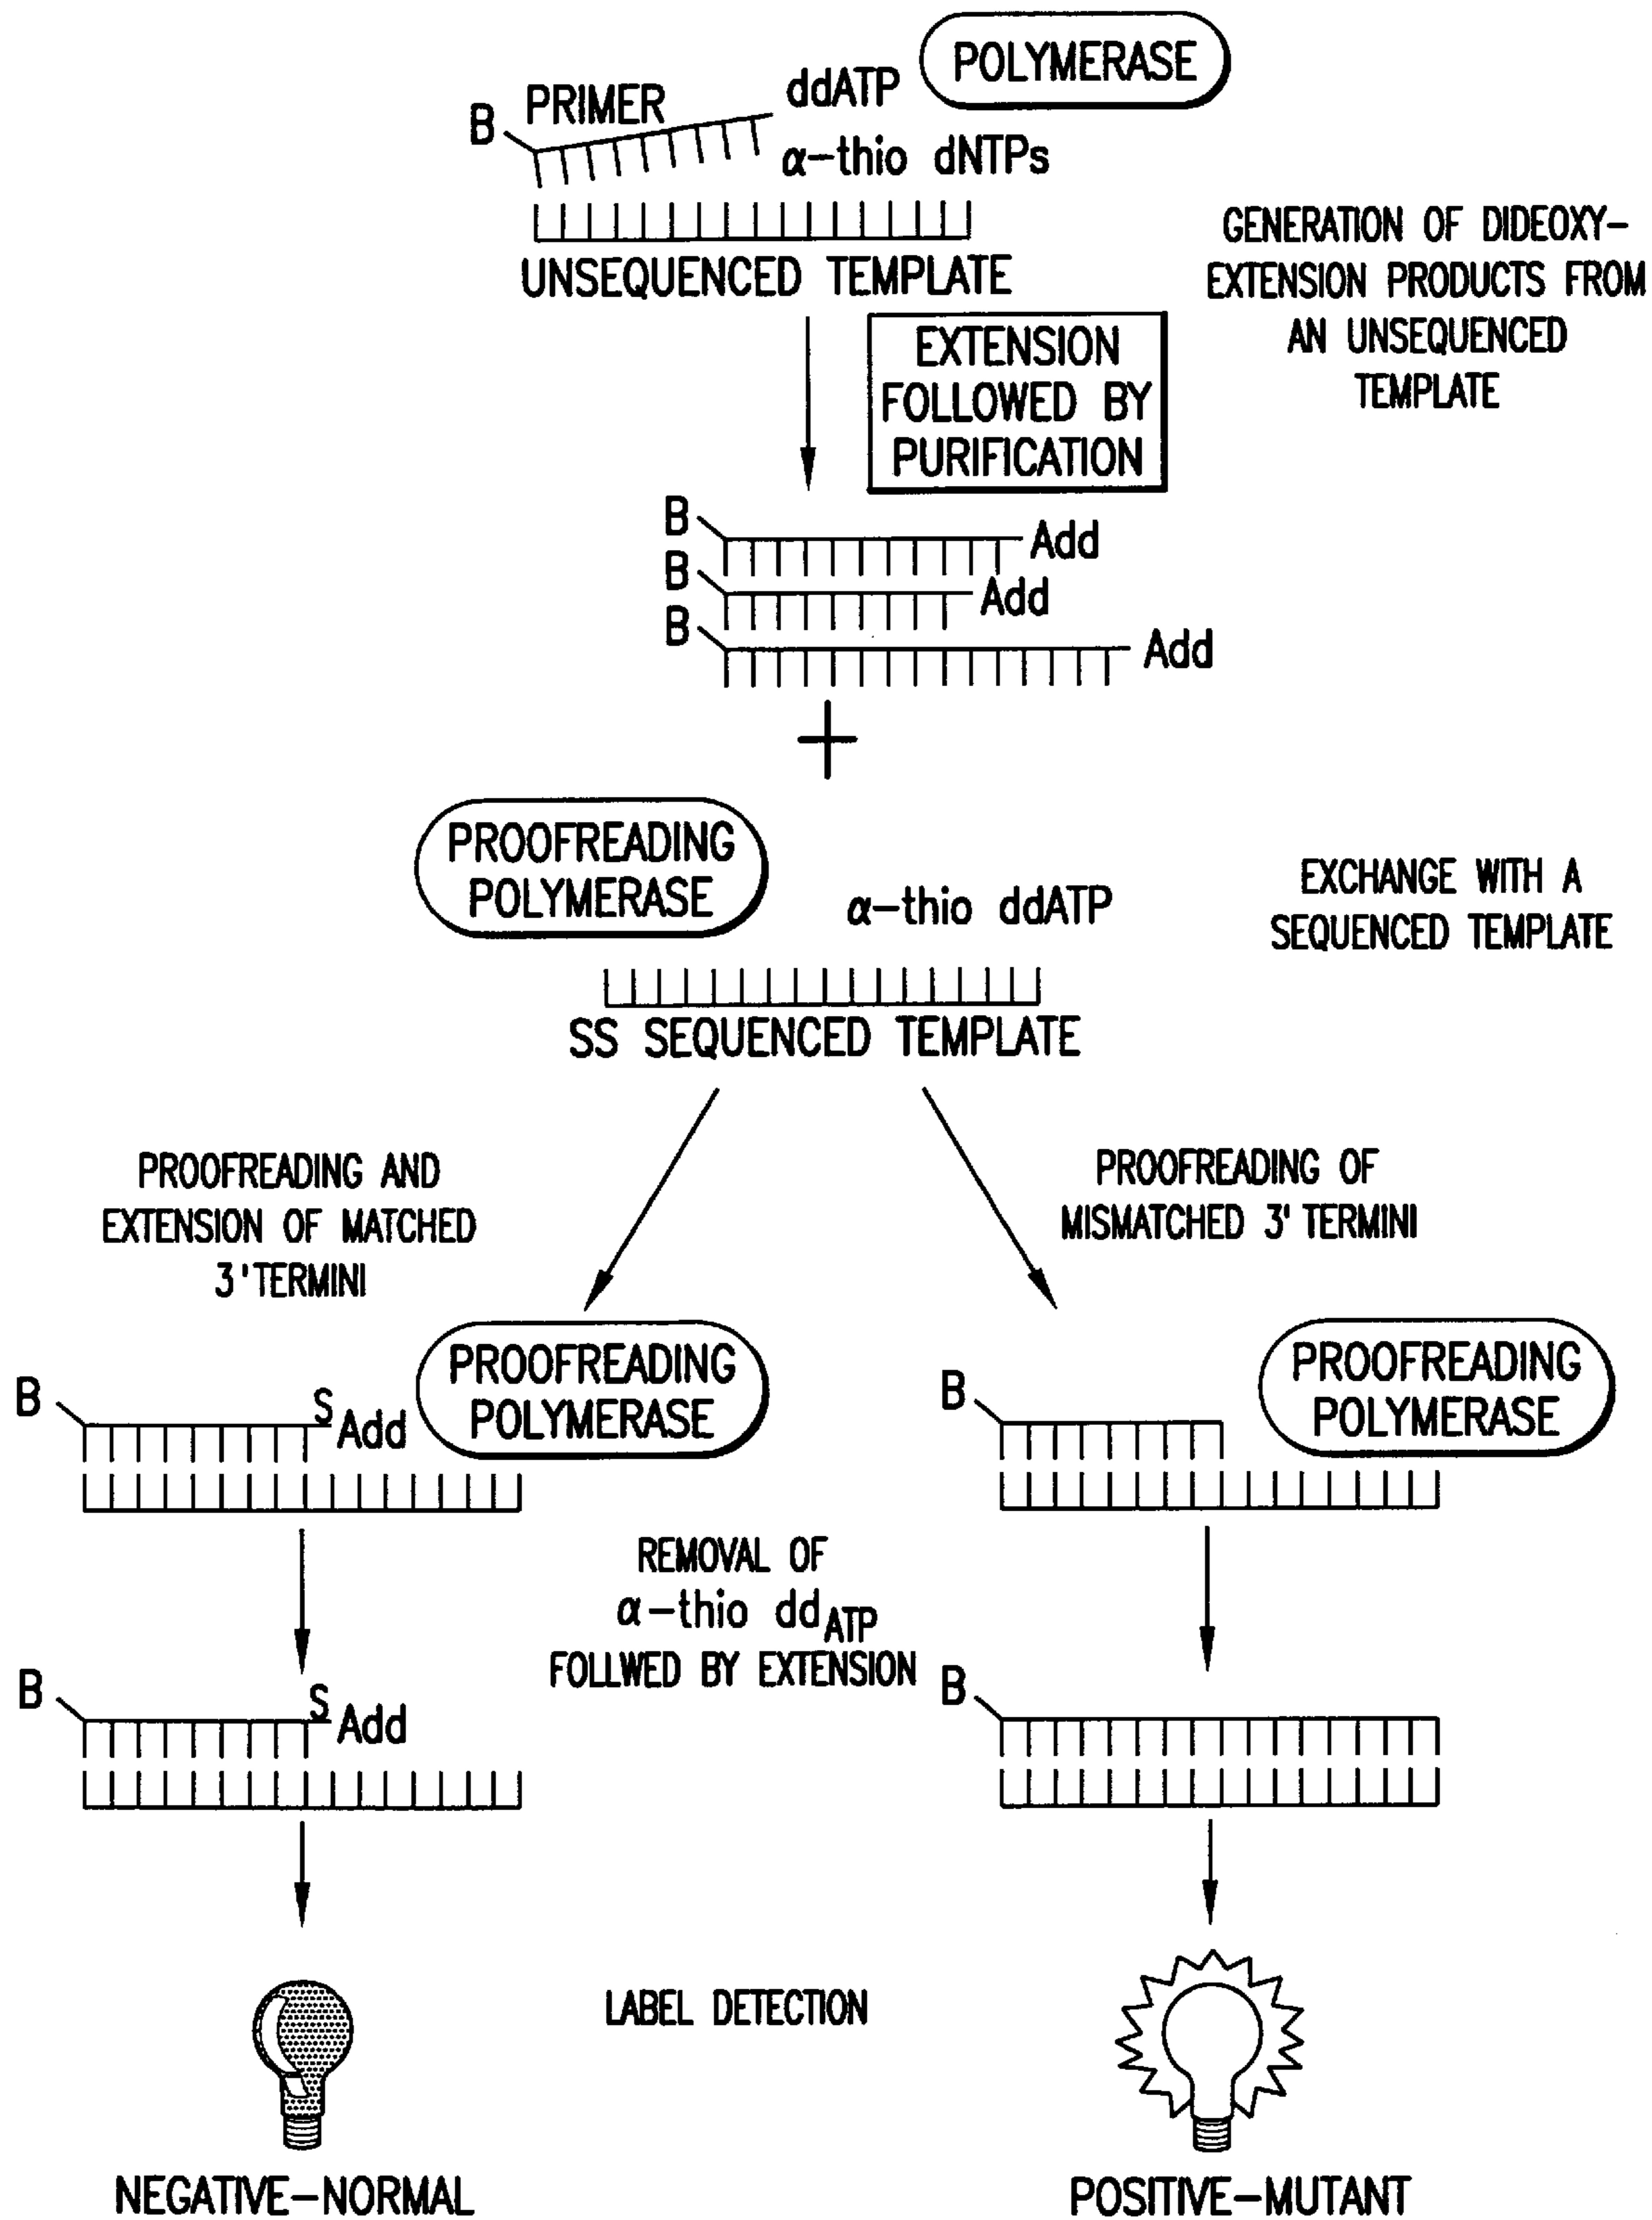 POLYMERASE
ddATP
B PRIMER
α-thio dNTPs
UNSEQUENCED TEMPLATE
GENERATION OF DIDEOXY-
EXTENSION PRODUCTS FROM
AN UNSEQUENCED
TEMPLATE
EXTENSION
FOLLOWED BY
PURIFICATION
B Add
B Add
B Add
+
PROOFREADING
POLYMERASE
α-thio ddATP
EXCHANGE WITH A
SEQUENCED TEMPLATE
SS SEQUENCED TEMPLATE
PROOFREADING AND
EXTENSION OF MATCHED
3'TERMINI
PROOFREADING OF
MISMATCHED 3' TERMINI
B S Add
PROOFREADING
POLYMERASE
B
PROOFREADING
POLYMERASE
REMOVAL OF
α-thio ddATP
FOLLWED BY EXTENSION
B S Add
B
LABEL DETECTION
NEGATIVE-NORMAL
POSITIVE-MUTANT